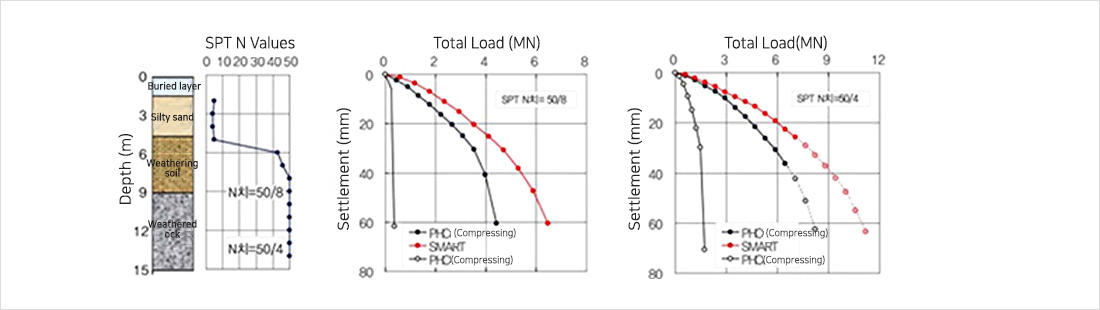 SPT N Values
0 10 20 30 40 50
Depth (m)
0
3
6
9
12
15
Buried layer
Silty sand
Weathering
soil
Weathered
ock
N치=50/8
N치=50/4
Total Load (MN)
0 2 4 6 8
Settlement (mm)
0
20
40
60
80
SPT N치= 50/8
PHC (Compressing)
SMART
PHC(Compressing)
Total Load(MN)
0 3 6 9 12
Settlement (mm)
0
20
40
60
80
SPT N치=50/4
PHC (Compressing)
SMART
PHC(Compressing)